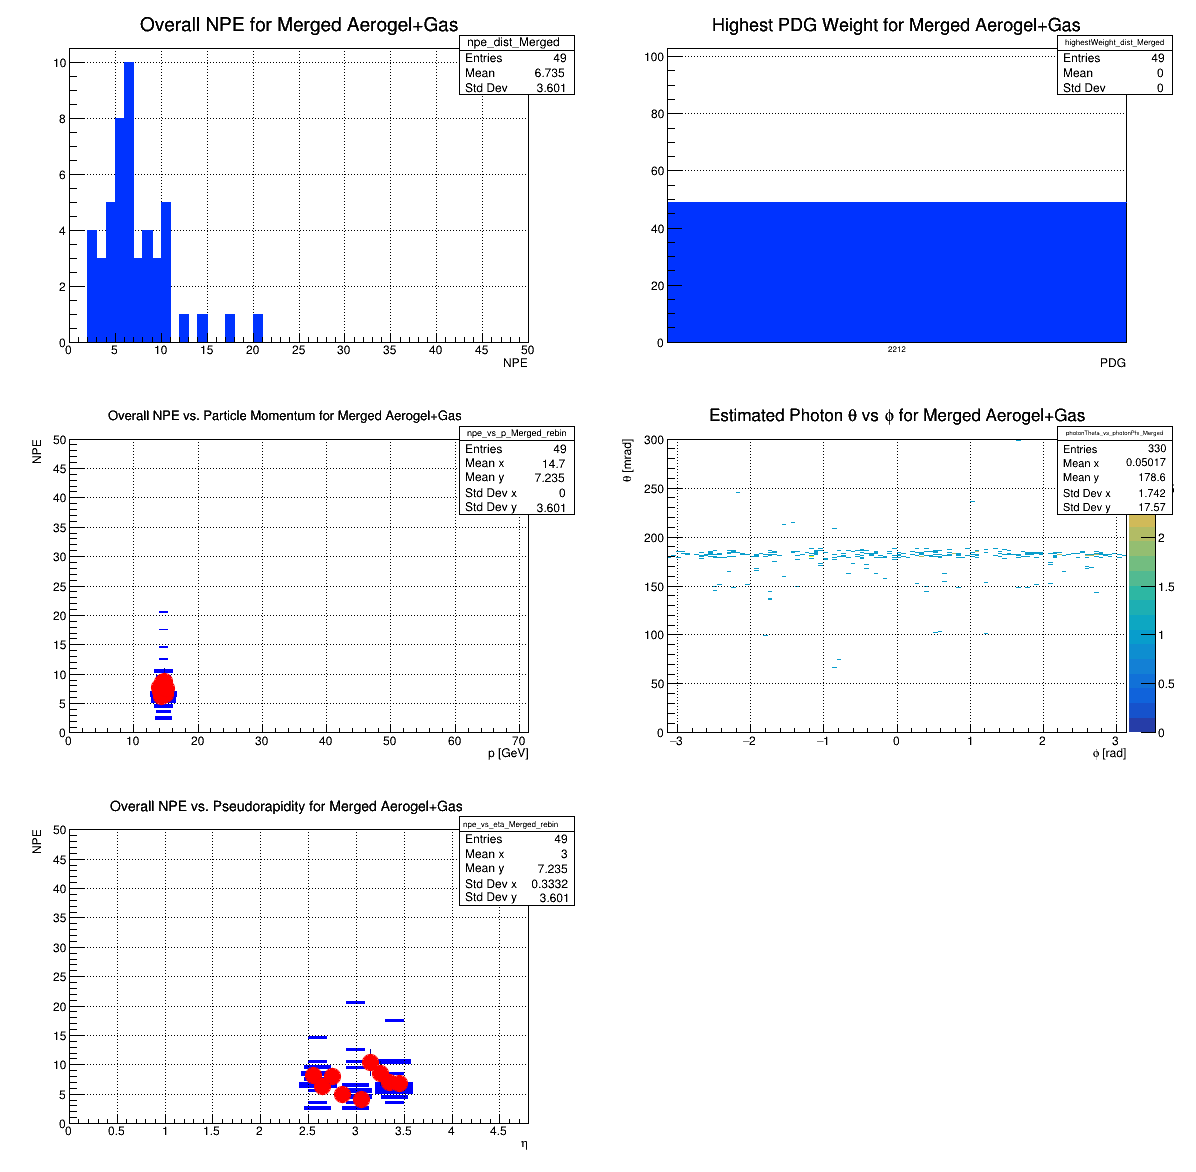 Overall NPE for Merged Aerogel+Gas
npe_dist_Merged
Entries 49
Mean 6.735
Std Dev 3.601
10
8
6
4
2
0
0 5 10 15 20 25 30 35 40 45 50
NPE
Highest PDG Weight for Merged Aerogel+Gas
highestWeight_dist_Merged
Entries 49
Mean 0
Std Dev 0
100
80
60
40
20
0
2212
PDG
Overall NPE vs. Particle Momentum for Merged Aerogel+Gas
npe_vs_p_Merged_rebin
Entries 49
Mean x 14.7
Mean y 7.235
Std Dev x 0
Std Dev y 3.601
NPE
50
45
40
35
30
25
20
15
10
5
0
0 10 20 30 40 50 60 70
p [GeV]
Estimated Photon θ vs ϕ for Merged Aerogel+Gas
photonTheta_vs_photonPhi_Merged
Entries 330
Mean x 0.05017
Mean y 178.6
Std Dev x 1.742
Std Dev y 17.57
θ [mrad]
300
250
200
150
100
50
0
−3 −2 −1 0 1 2 3
ϕ [rad]
2
1.5
1
0.5
0
Overall NPE vs. Pseudorapidity for Merged Aerogel+Gas
npe_vs_eta_Merged_rebin
Entries 49
Mean x 3
Mean y 7.235
Std Dev x 0.3332
Std Dev y 3.601
NPE
50
45
40
35
30
25
20
15
10
5
0
0 0.5 1 1.5 2 2.5 3 3.5 4 4.5
η